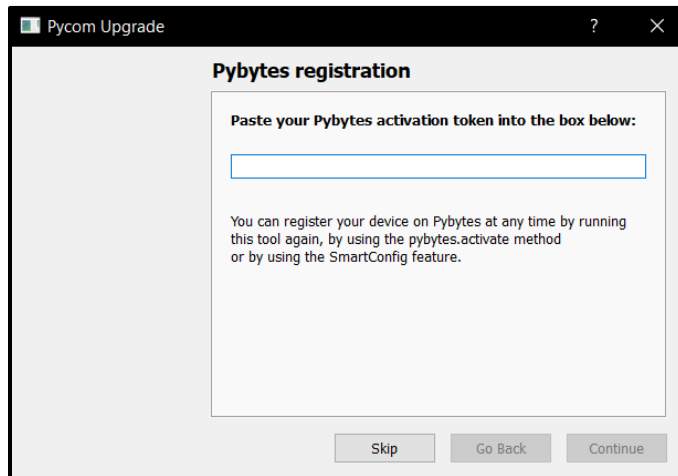 Pycom Upgrade
?
Pybytes registration
Paste your Pybytes activation token into the box below:
You can register your device on Pybytes at any time by running
this tool again, by using the pybytes.activate method
or by using the SmartConfig feature.
Skip Go Back Continue